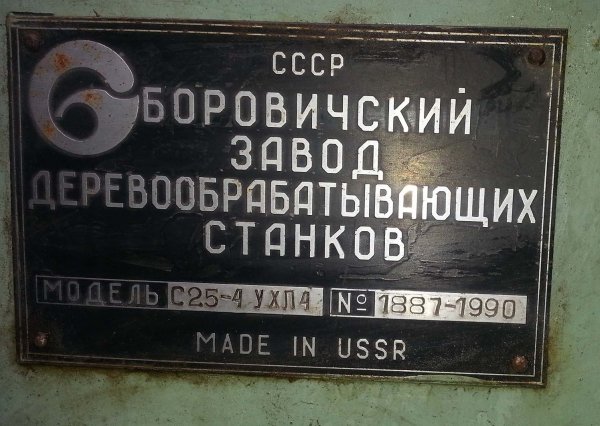 СССР
БОРОВИЧСКИЙ
ЗАВОД
ДЕРЕВООБРАБАТЫВАЮЩИХ
СТАНКОВ
МОДЕЛЬ С25-4 УХЛ4 № 1887-1990
MADE IN USSR